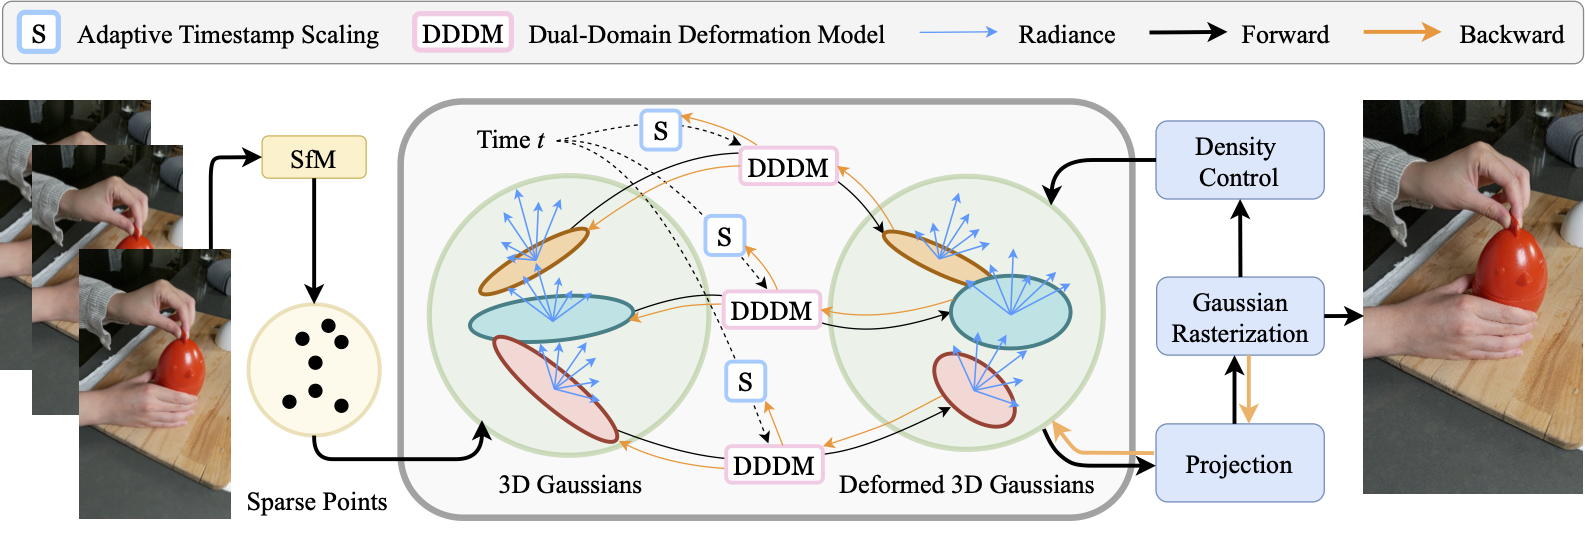 S Adaptive Timestamp Scaling DDDM Dual-Domain Deformation Model Radiance Forward Backward
Time t
S
DDDM
SfM
Density
Control
S
DDDM
Gaussian
Rasterization
S
DDDM
Projection
3D Gaussians
Deformed 3D Gaussians
Sparse Points